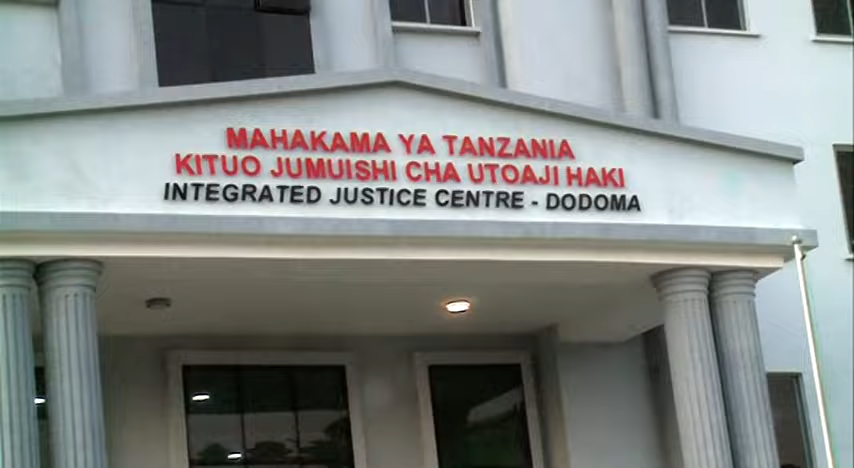 MAHAKAMA YA TANZANIA
KITUO JUMUISHI CHA UTOAJI HAKI
INTEGRATED JUSTICE CENTRE - DODOMA